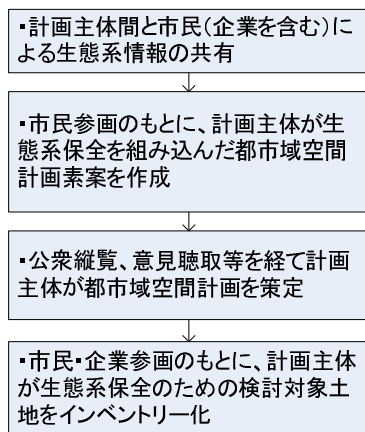 ・計画主体間と市民(企業を含む)に
よる生態系情報の共有
・市民参画のもとに、計画主体が生
態系保全を組み込んだ都市域空間
計画素案を作成
・公衆縦覧、意見聴取等を経て計画
主体が都市域空間計画を策定
・市民・企業参画のもとに、計画主体
が生態系保全のための検討対象土
地をインベントリー化